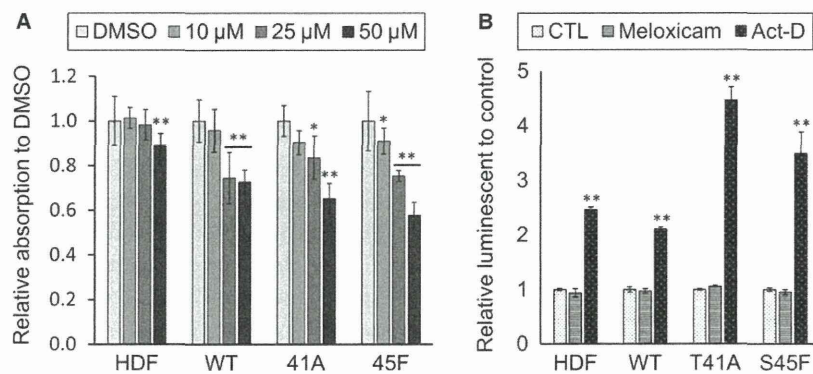 A
DMSO 10 µM 25 µM 50 µM
Relative absorption to DMSO
1.2
1.0
0.8
0.6
0.4
0.2
0.0
**
**
*
**
*
**
HDF WT 41A 45F
B
CTL Meloxicam Act-D
Relative luminescent to control
5
4
3
2
1
0
**
**
**
**
HDF WT T41A S45F